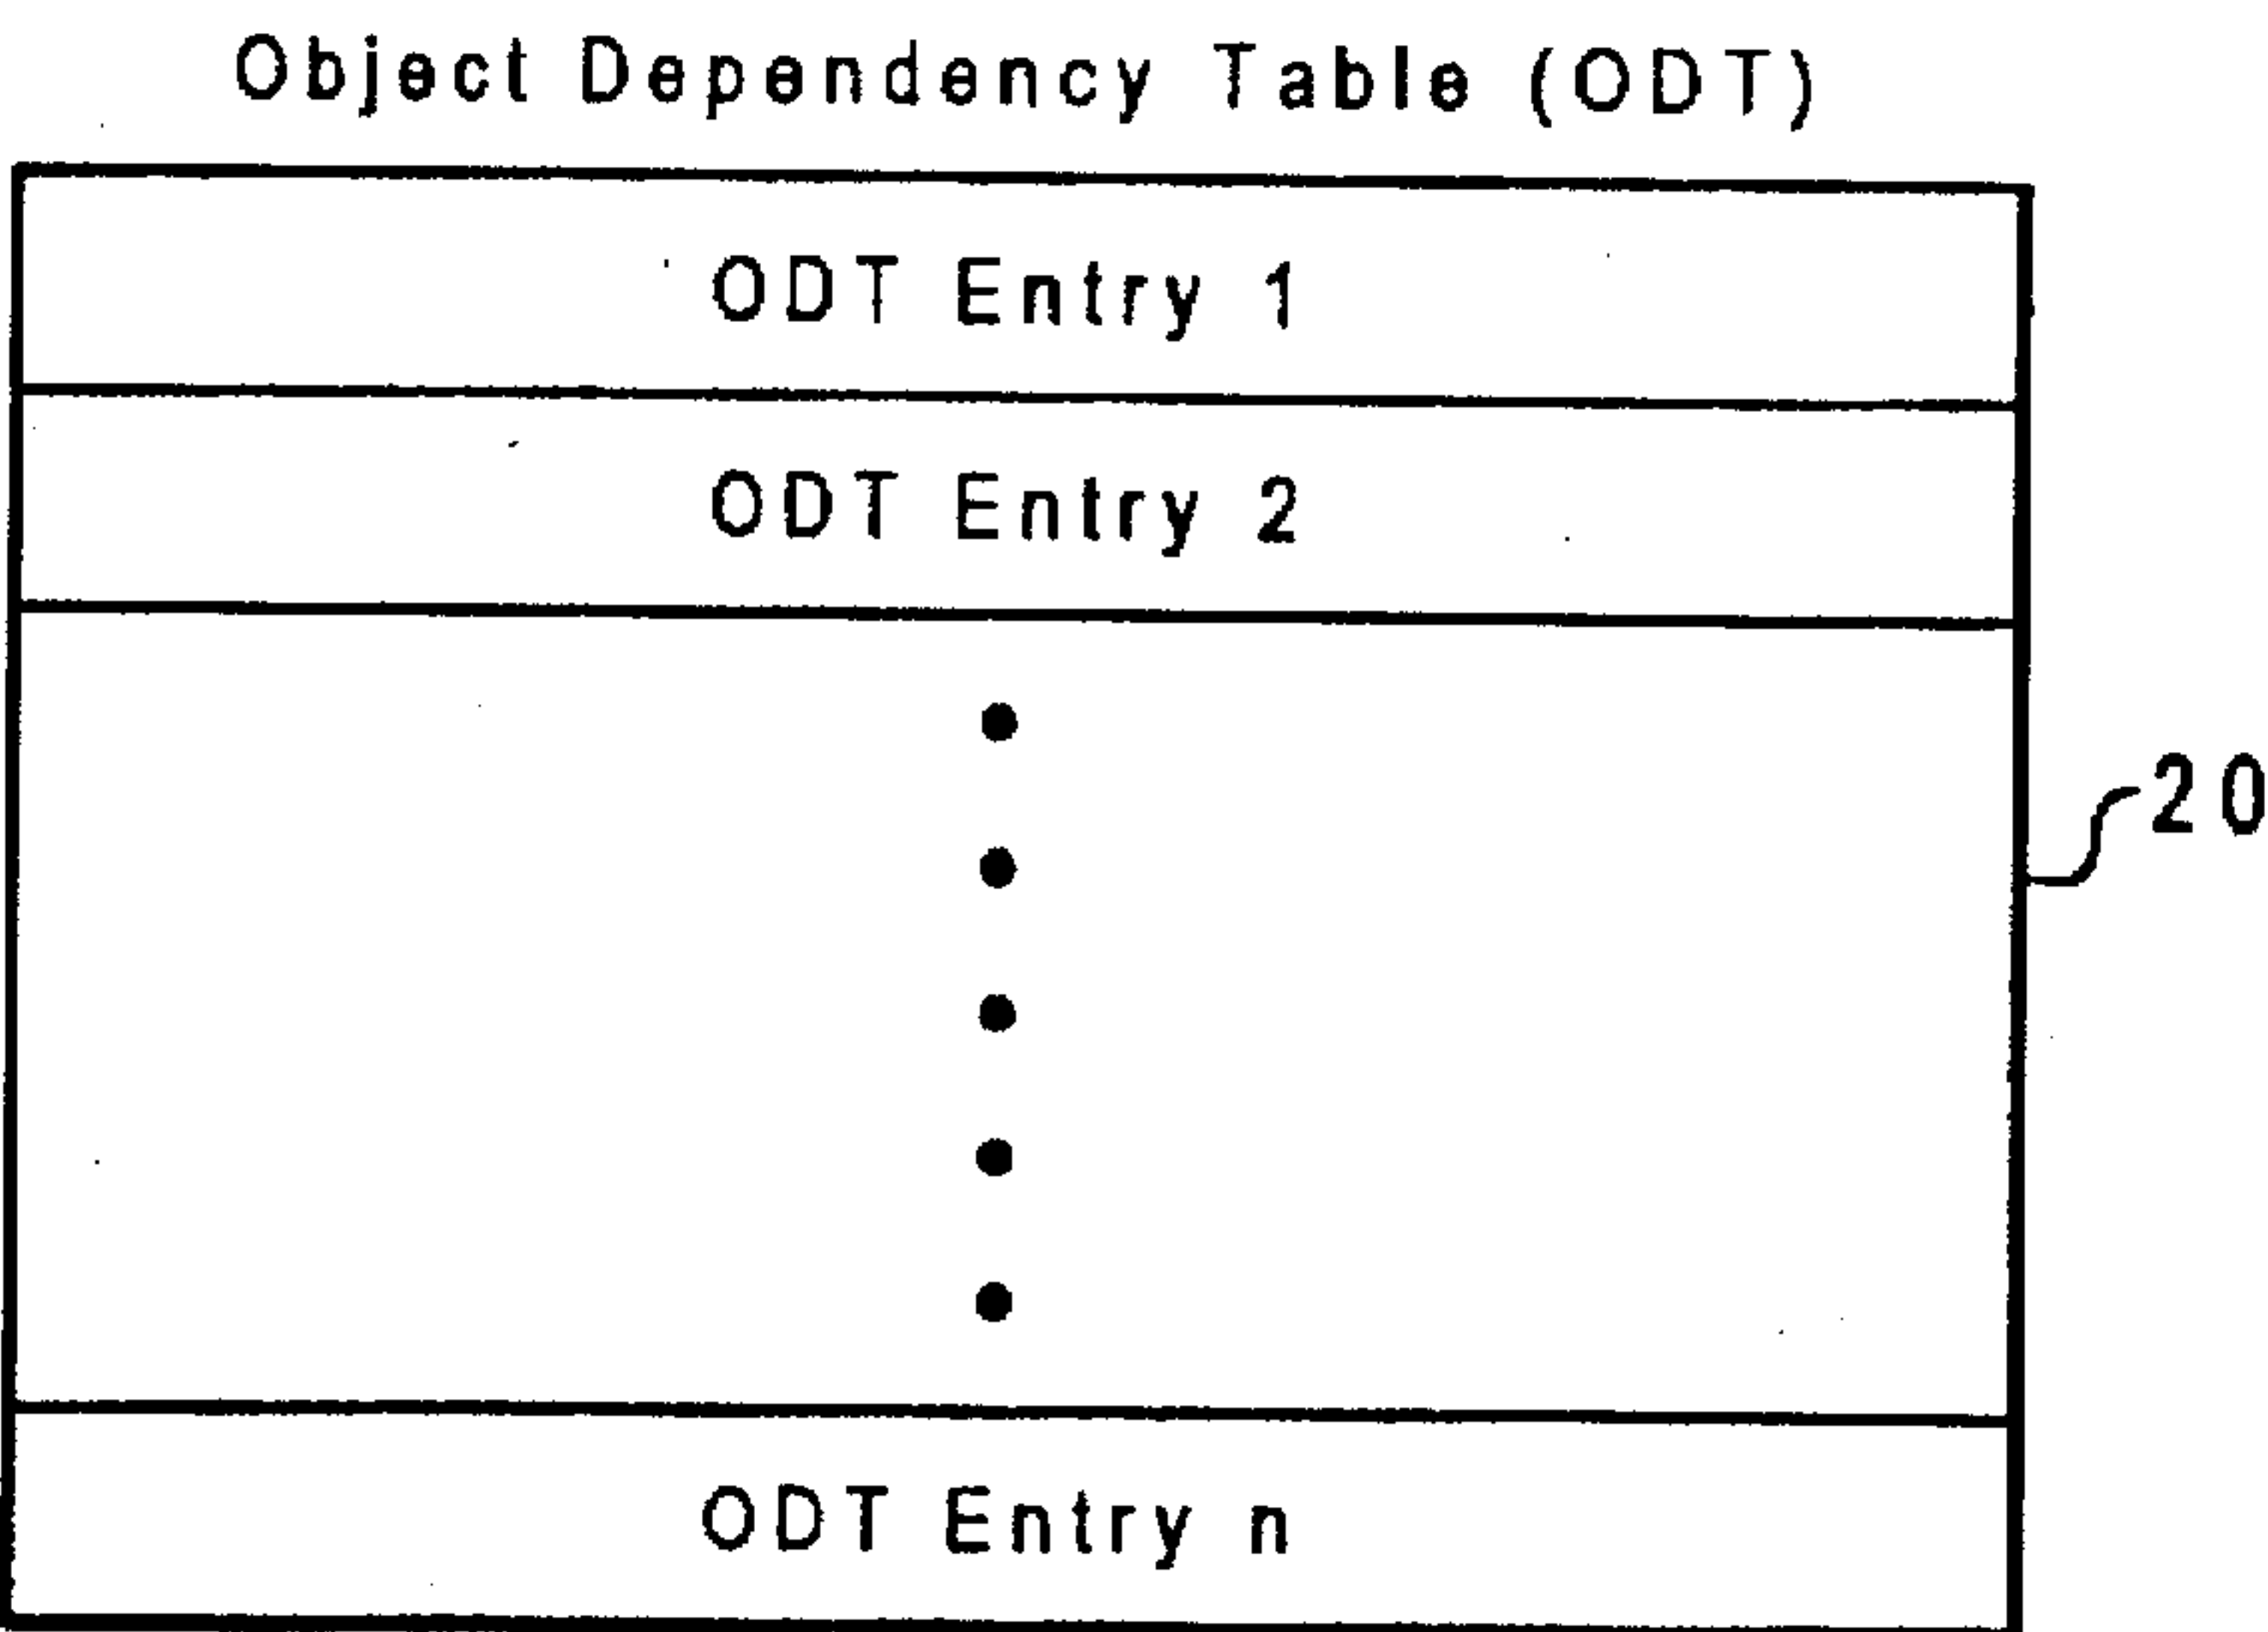 Object Dependency Table (ODT)
ODT Entry 1
ODT Entry 2
20
ODT Entry n